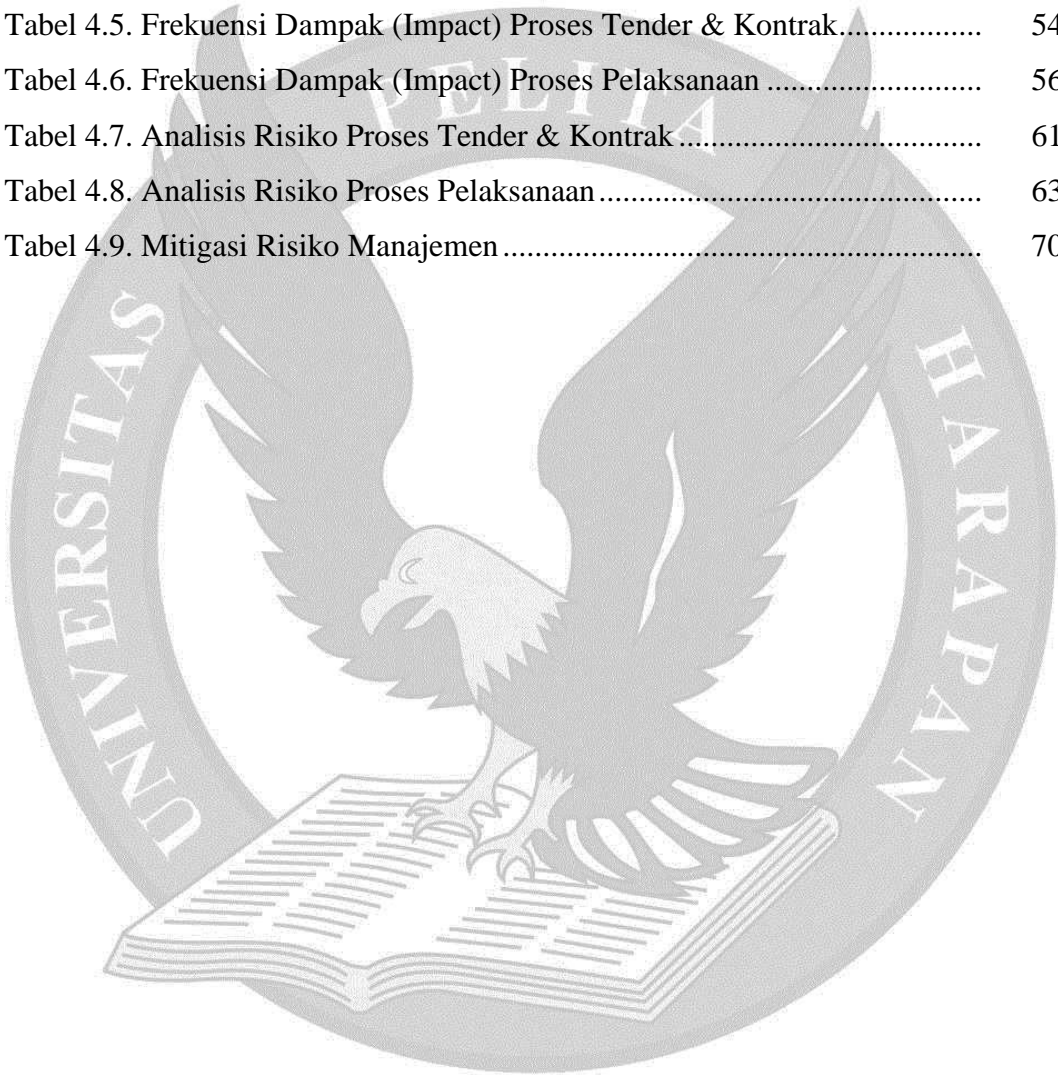 Tabel 4.5. Frekuensi Dampak (Impact) Proses Tender & Kontrak................. 54
Tabel 4.6. Frekuensi Dampak (Impact) Proses Pelaksanaan ........................... 56
Tabel 4.7. Analisis Risiko Proses Tender & Kontrak ...................................... 61
Tabel 4.8. Analisis Risiko Proses Pelaksanaan ................................................ 63
Tabel 4.9. Mitigasi Risiko Manajemen ............................................................ 70
UNIVERSITAS PELITA HARAPAN